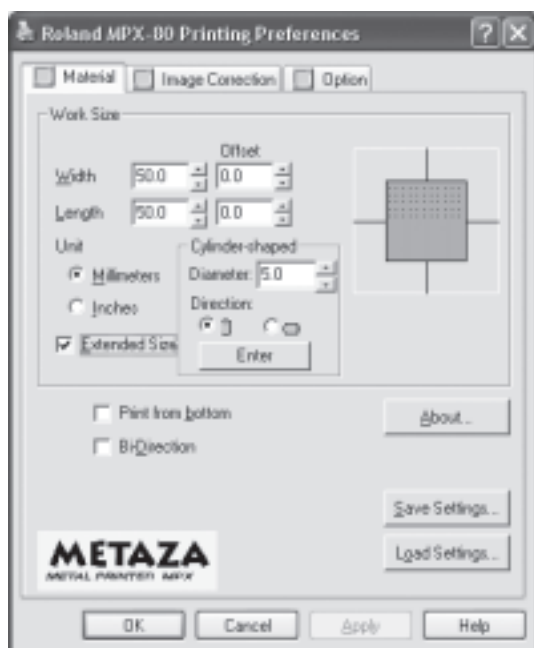 Roland MPX-80 Printing Preferences
Material Image Correction Option
Work Size
Offset
Width 50.0 0.0
Length 50.0 0.0
Unit
Millimeters
Inches
Extended Size
Cylinder-shaped
Diameter: 5.0
Direction:
Enter
Print from bottom
Bi-Direction
About...
Save Settings...
Load Settings...
METAZA
METAL PRINTER MPX
OK Cancel Apply Help